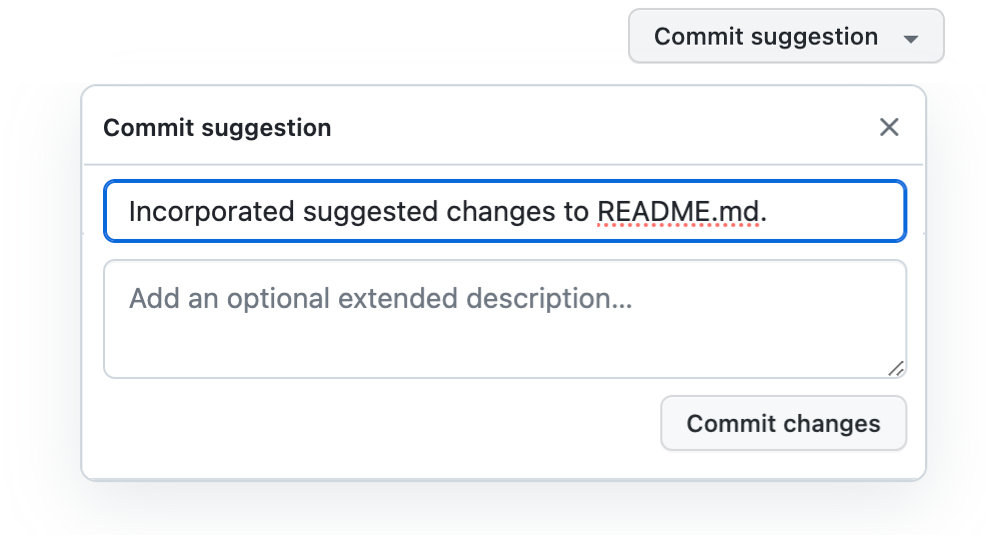 Commit suggestion
Commit suggestion
Incorporated suggested changes to README.md.
Add an optional extended description...
Commit changes